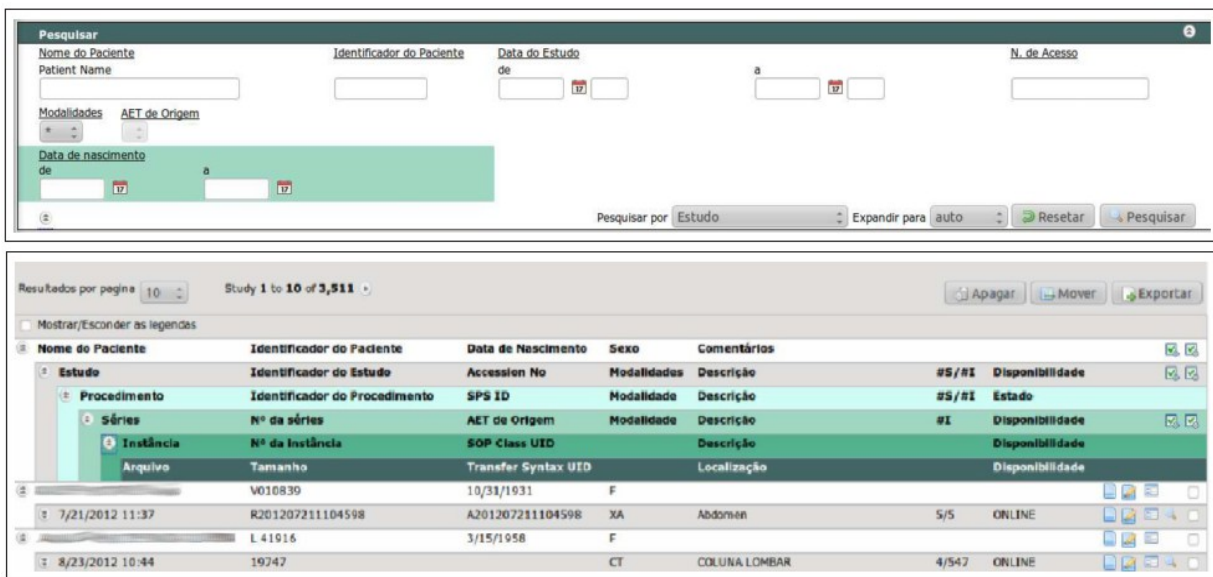 Pesquisar
Nome do Paciente Identificador do Paciente Data do Estudo N. de Acesso
Patient Name de a
17 17
Modalidades AET de Origem
*
Data de nascimento
de a
17 17
Pesquisar por Estudo Expandir para auto Resetar Pesquisar
Resultados por pagina 10 Study 1 to 10 of 3,511 Apagar Mover Exportar
Mostrar/Esconder as legendas
Nome do Paciente Identificador do Paciente Data de Nascimento Sexo Comentários
Estudo Identificador do Estudo Accession No Modalidades Descrição #S/#I Disponibilidade
Procedimento Identificador do Procedimento SPS ID Modalidade Descrição #S/#I Estado
Séries Nº da séries AET de Origem Modalidade Descrição #I Disponibilidade
Instância Nº da Instância SOP Class UID Descrição Disponibilidade
Arquivo Tamanho Transfer Syntax UID Localização Disponibilidade
V010839 10/31/1931 F
7/21/2012 11:37 R201207211104598 A201207211104598 XA Abdomen 5/5 ONLINE
L 41916 3/15/1958 F
8/23/2012 10:44 19747 CT COLUNA LOMBAR 4/547 ONLINE